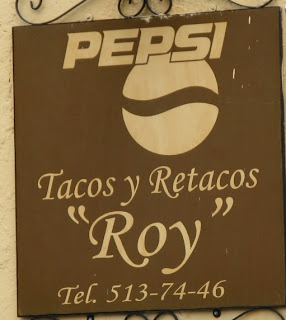 PEPSI
Tacos y Retacos
"Roy"
Tel. 513-74-46